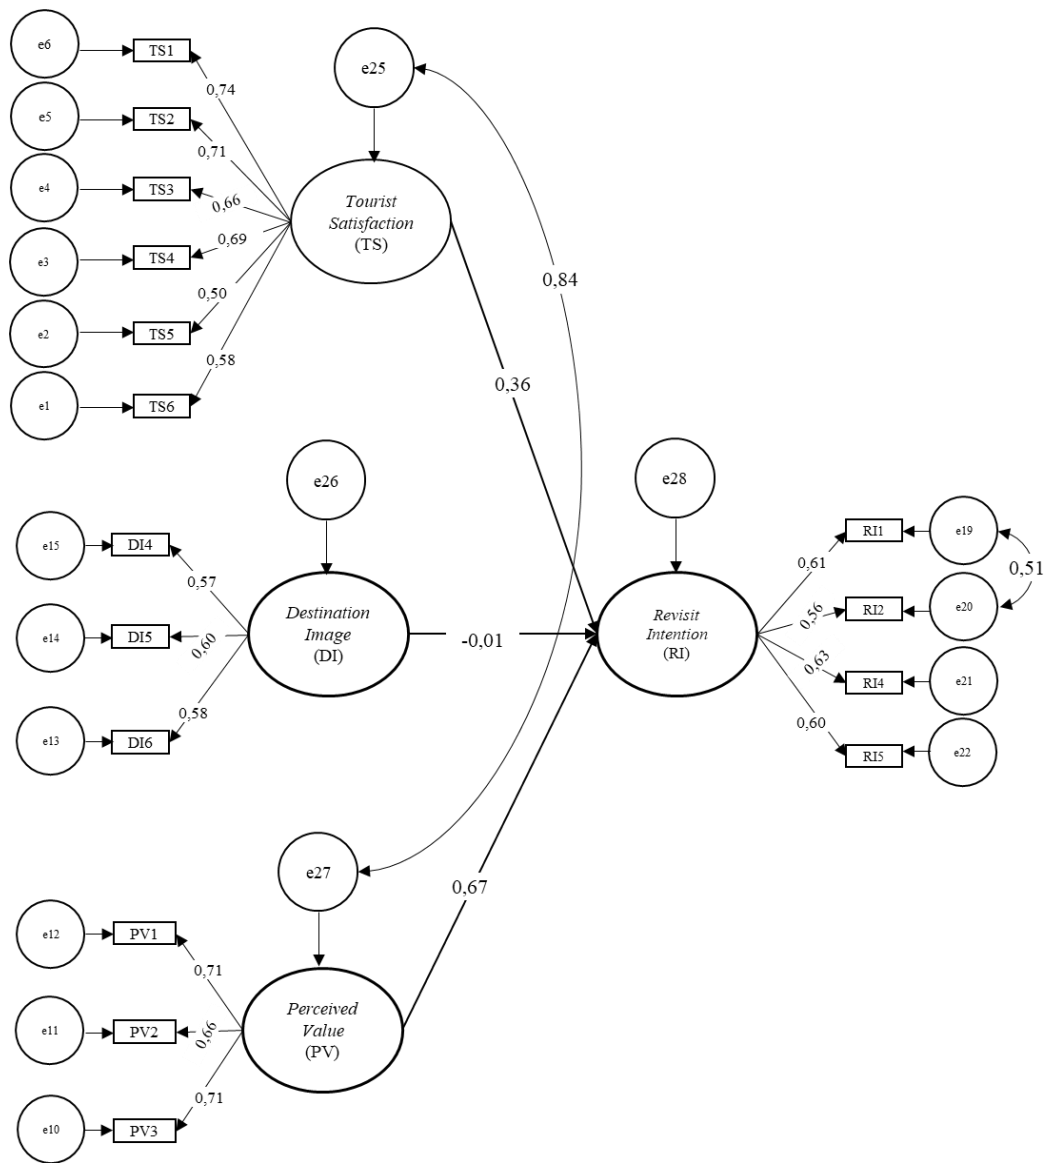 e6
TS1
0,74
e5
TS2
0,71
e4
TS3
0,66
e3
TS4
0,69
e2
TS5
0,50
e1
TS6
0,58
e25
Tourist
Satisfaction
(TS)
0,84
0,36
e26
e28
e15
DI4
0,57
e14
DI5
0,60
e13
DI6
0,58
Destination
Image
(DI)
-0,01
Revisit
Intention
(RI)
0,61
RI1
e19
0,51
0,56
RI2
e20
0,63
RI4
e21
0,60
RI5
e22
e27
0,67
e12
PV1
0,71
e11
PV2
0,66
e10
PV3
0,71
Perceived
Value
(PV)